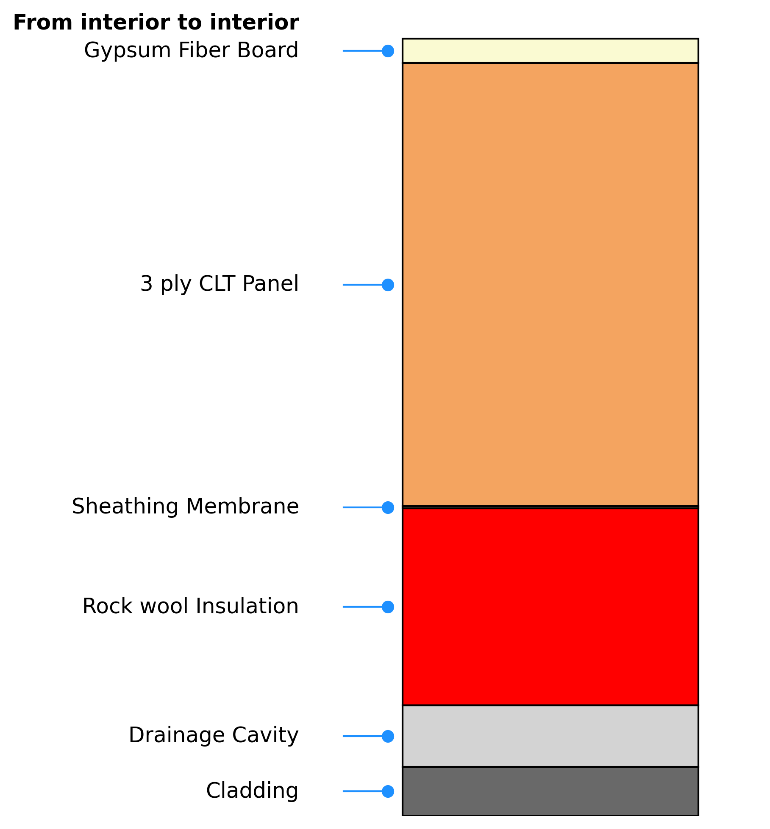 From interior to interior
Gypsum Fiber Board
3 ply CLT Panel
Sheathing Membrane
Rock wool Insulation
Drainage Cavity
Cladding